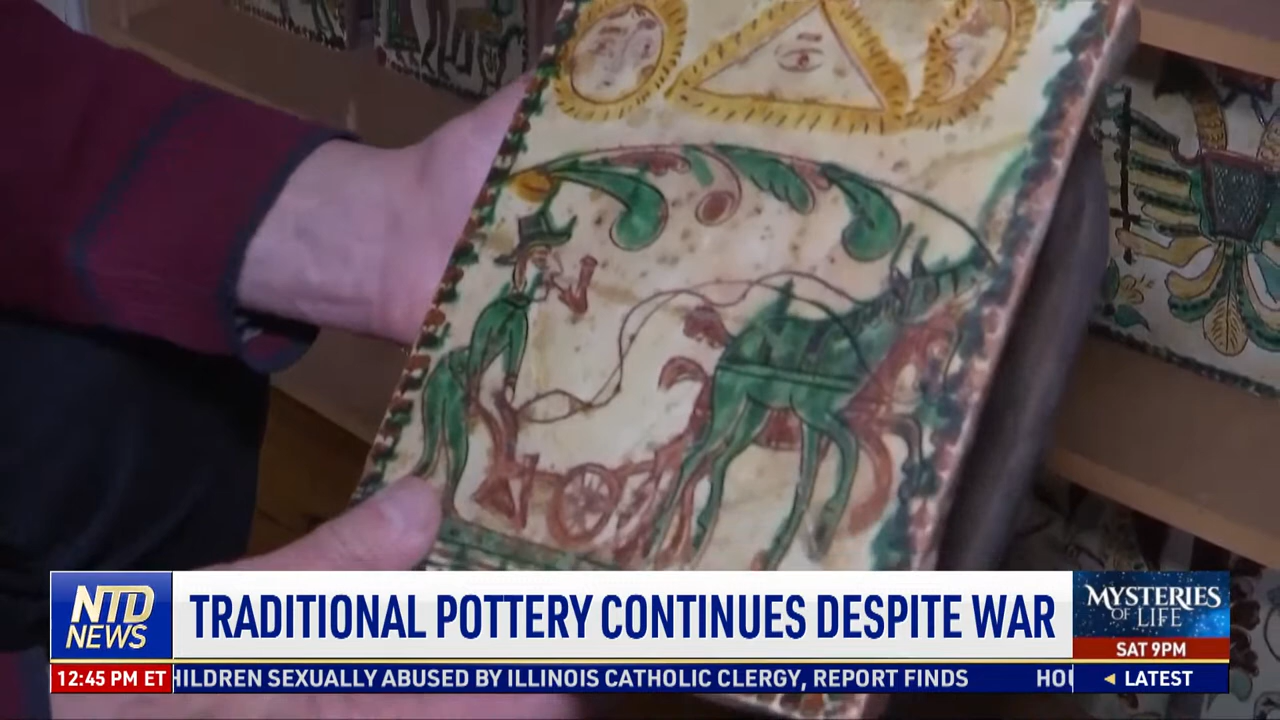 NTD
NEWS
TRADITIONAL POTTERY CONTINUES DESPITE WAR
MYSTERIES
OF LIFE
SAT 9PM
12:45 PM ET
HILDREN SEXUALLY ABUSED BY ILLINOIS CATHOLIC CLERGY, REPORT FINDS
HOU
LATEST